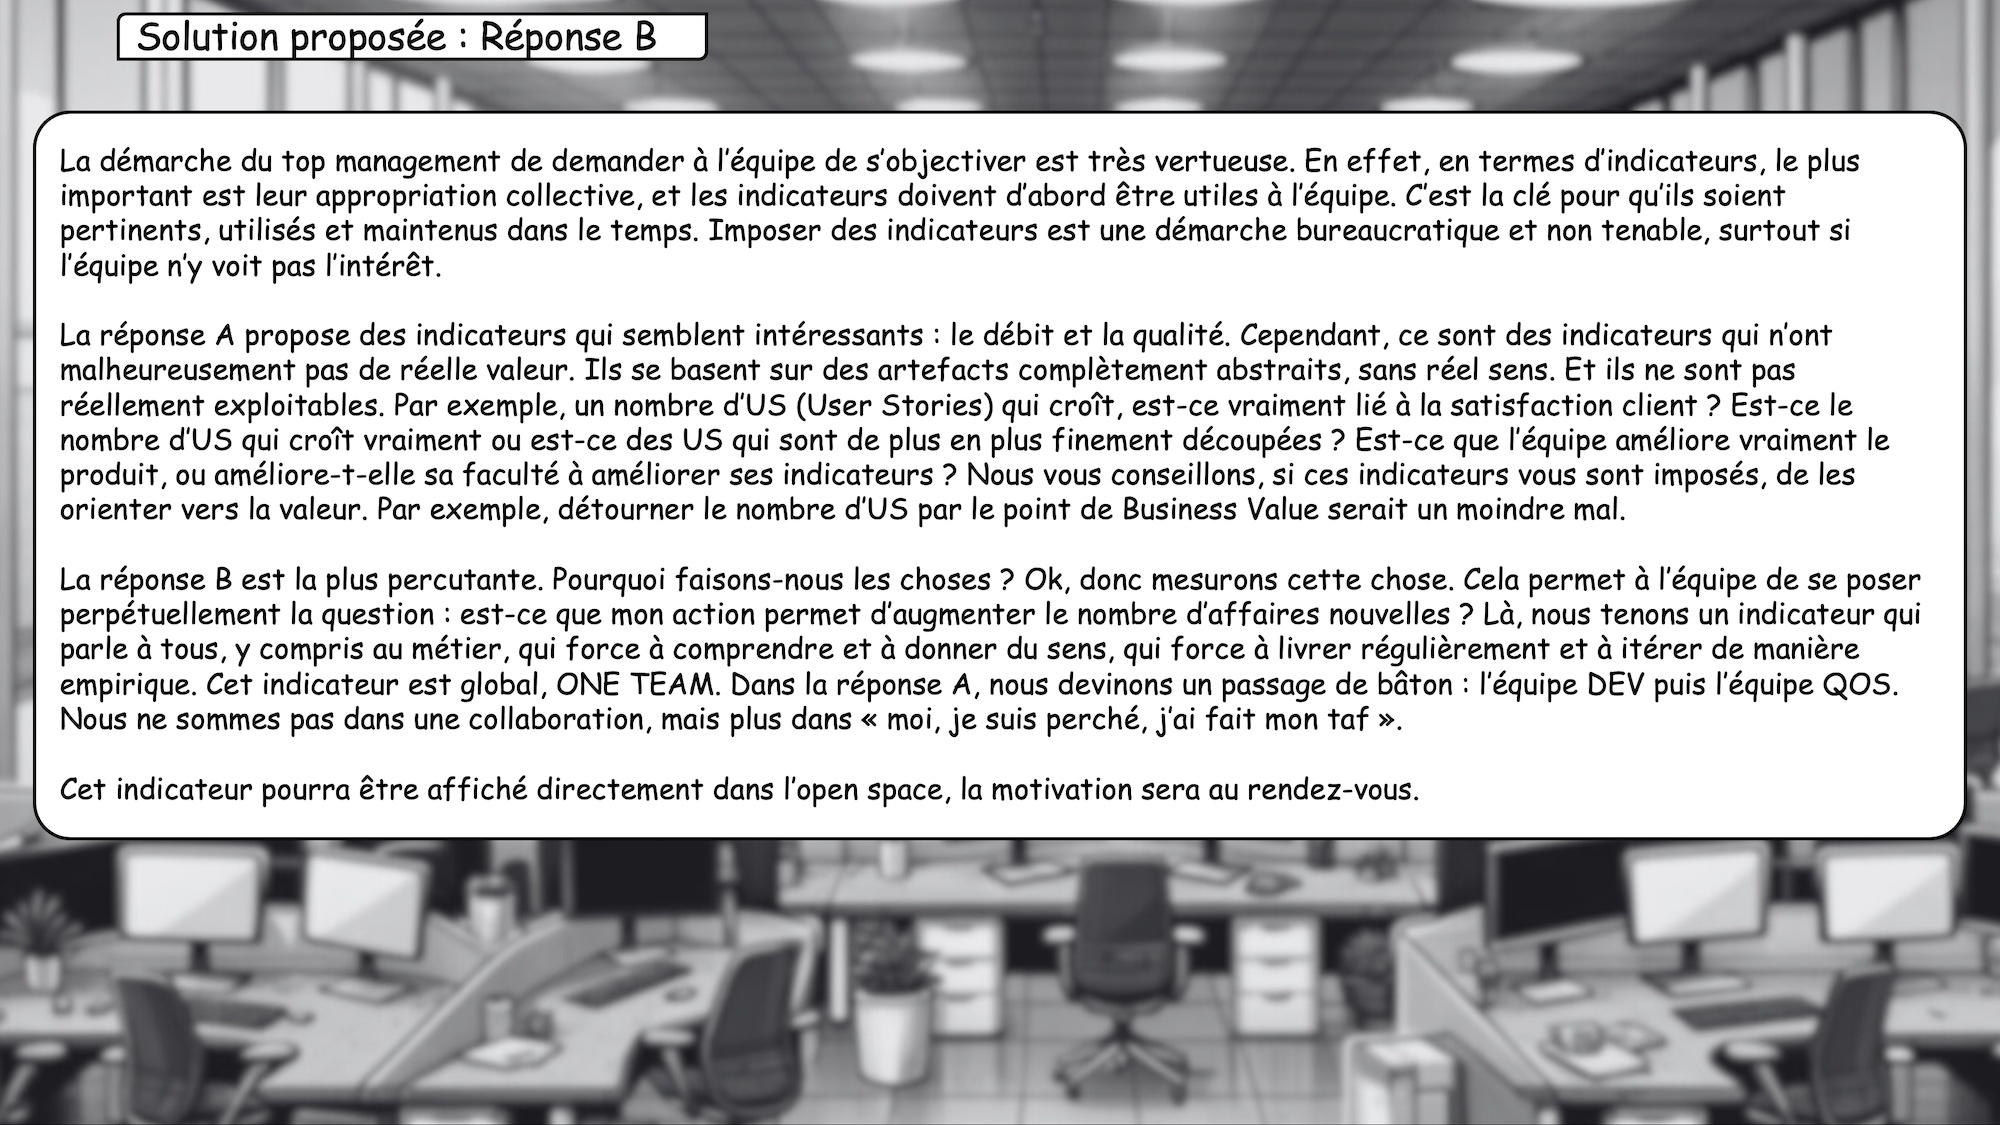 Solution proposée : Réponse B
La démarche du top management de demander à l'équipe de s'objectiver est très vertueuse. En effet, en termes d'indicateurs, le plus
important est leur appropriation collective, et les indicateurs doivent d'abord être utiles à l'équipe. C'est la clé pour qu'ils soient
pertinents, utilisés et maintenus dans le temps. Imposer des indicateurs est une démarche bureaucratique et non tenable, surtout si
l'équipe n'y voit pas l'intérêt.
La réponse A propose des indicateurs qui semblent intéressants : le débit et la qualité. Cependant, ce sont des indicateurs qui n'ont
malheureusement pas de réelle valeur. Ils se basent sur des artefacts complètement abstraits, sans réel sens. Et ils ne sont pas
réellement exploitables. Par exemple, un nombre d'US (User Stories) qui croît, est-ce vraiment lié à la satisfaction client ? Est-ce le
nombre d'US qui croît vraiment ou est-ce des US qui sont de plus en plus finement découpées ? Est-ce que l'équipe améliore vraiment le
produit, ou améliore-t-elle sa faculté à améliorer ses indicateurs ? Nous vous conseillons, si ces indicateurs vous sont imposés, de les
orienter vers la valeur. Par exemple, détourner le nombre d'US par le point de Business Value serait un moindre mal.
La réponse B est la plus percutante. Pourquoi faisons-nous les choses ? Ok, donc mesurons cette chose. Cela permet à l'équipe de se poser
perpétuellement la question : est-ce que mon action permet d'augmenter le nombre d'affaires nouvelles ? Là, nous tenons un indicateur qui
parle à tous, y compris au métier, qui force à comprendre et à donner du sens, qui force à livrer régulièrement et à itérer de manière
empirique. Cet indicateur est global, ONE TEAM. Dans la réponse A, nous devinons un passage de bâton : l'équipe DEV puis l'équipe QOS.
Nous ne sommes pas dans une collaboration, mais plus dans « moi, je suis perché, j'ai fait mon taf ».
Cet indicateur pourra être affiché directement dans l'open space, la motivation sera au rendez-vous.